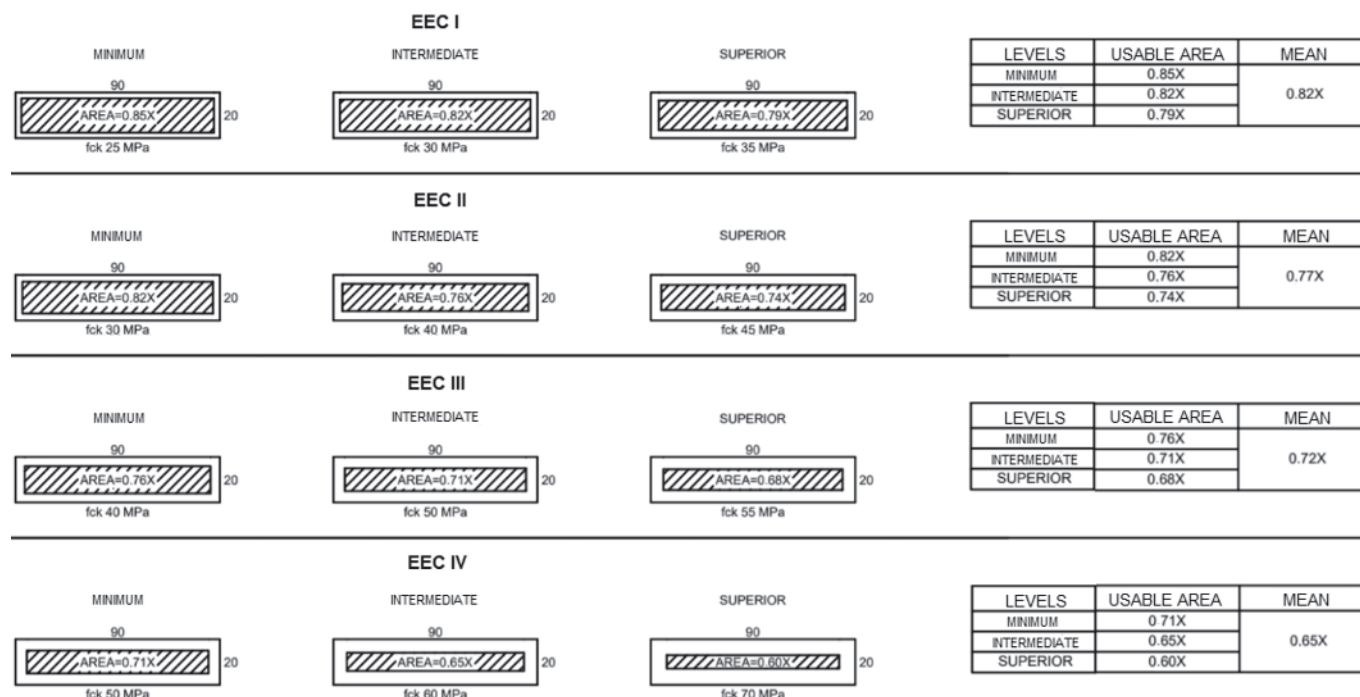 EEC I
MINIMUM INTERMEDIATE SUPERIOR
90 90 90
AREA=0.85X 20 AREA=0.82X 20 AREA=0.79X 20
fck 25 MPa fck 30 MPa fck 35 MPa
LEVELS USABLE AREA MEAN
MINIMUM 0.85X
INTERMEDIATE 0.82X 0.82X
SUPERIOR 0.79X
EEC II
MINIMUM INTERMEDIATE SUPERIOR
90 90 90
AREA=0.82X 20 AREA=0.76X 20 AREA=0.74X 20
fck 30 MPa fck 40 MPa fck 45 MPa
LEVELS USABLE AREA MEAN
MINIMUM 0.82X
INTERMEDIATE 0.76X 0.77X
SUPERIOR 0.74X
EEC III
MINIMUM INTERMEDIATE SUPERIOR
90 90 90
AREA=0.76X 20 AREA=0.71X 20 AREA=0.68X 20
fck 40 MPa fck 50 MPa fck 55 MPa
LEVELS USABLE AREA MEAN
MINIMUM 0.76X
INTERMEDIATE 0.71X 0.72X
SUPERIOR 0.68X
EEC IV
MINIMUM INTERMEDIATE SUPERIOR
90 90 90
AREA=0.71X 20 AREA=0.65X 20 AREA=0.60X 20
fck 50 MPa fck 60 MPa fck 70 MPa
LEVELS USABLE AREA MEAN
MINIMUM 0.71X
INTERMEDIATE 0.65X 0.65X
SUPERIOR 0.60X